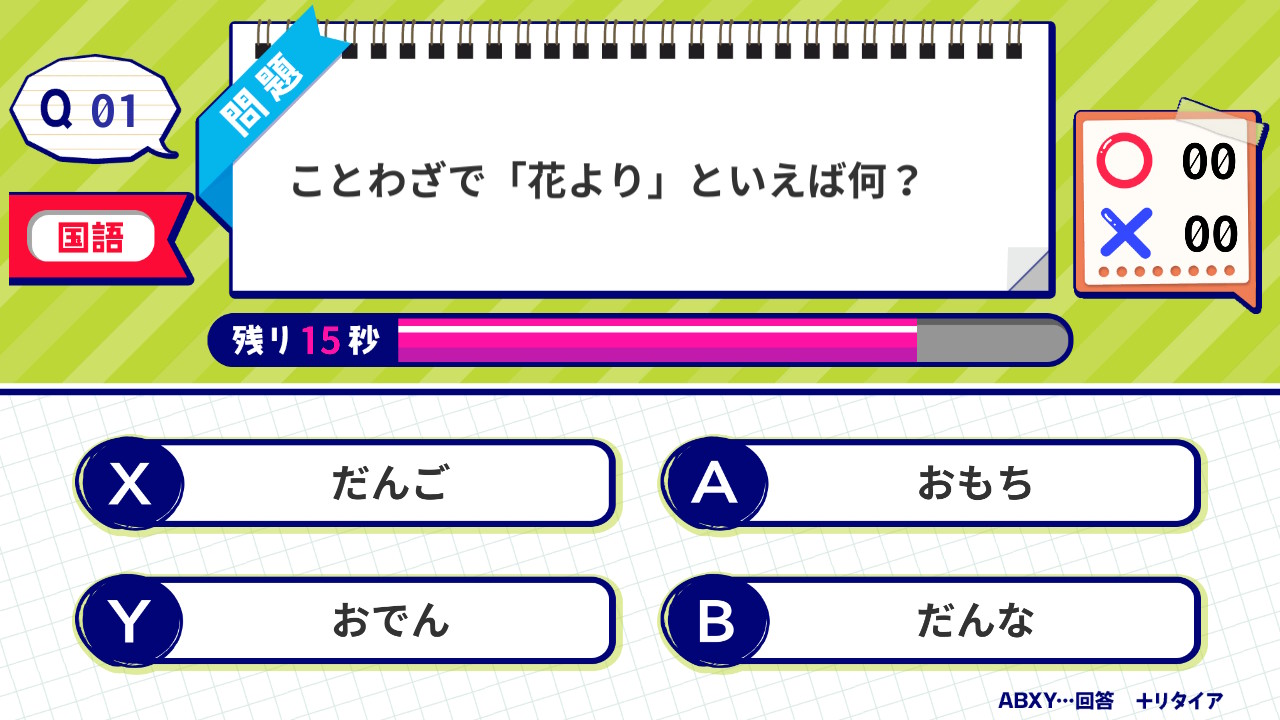 Q 01
問題
国語
ことわざで「花より」といえば何？
00
00
残り15秒
X だんご
A おもち
Y おでん
B だんな
ABXY…回答 ＋リタイア